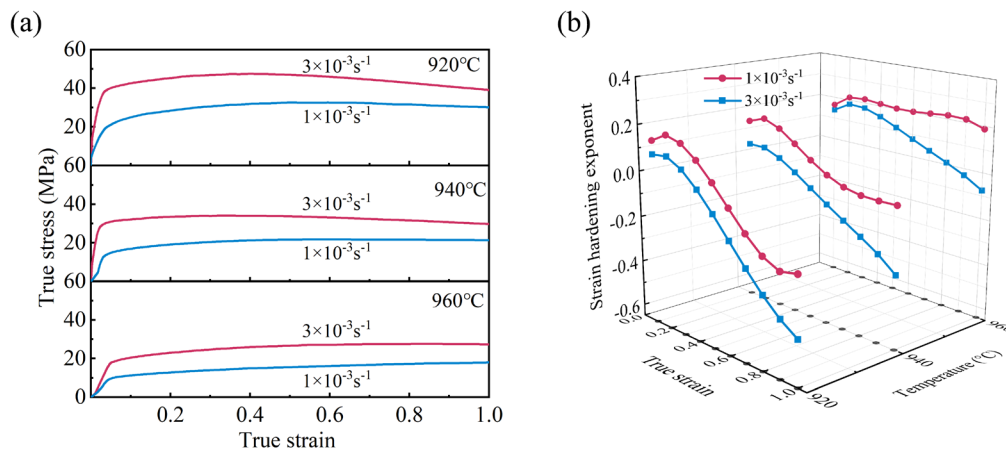 (a)
60
40
20
60
40
20
60
40
20
0
0.2
0.4
0.6
0.8
1.0
True stress (MPa)
True strain
3×10⁻³s⁻¹
920℃
1×10⁻³s⁻¹
3×10⁻³s⁻¹
940℃
1×10⁻³s⁻¹
960℃
3×10⁻³s⁻¹
1×10⁻³s⁻¹
(b)
1×10⁻³s⁻¹
3×10⁻³s⁻¹
0.4
0.2
0.0
-0.2
-0.4
-0.6
Strain hardening exponent
0.0
0.2
0.4
0.6
0.8
1.0
True strain
920
940
960
Temperature (℃)